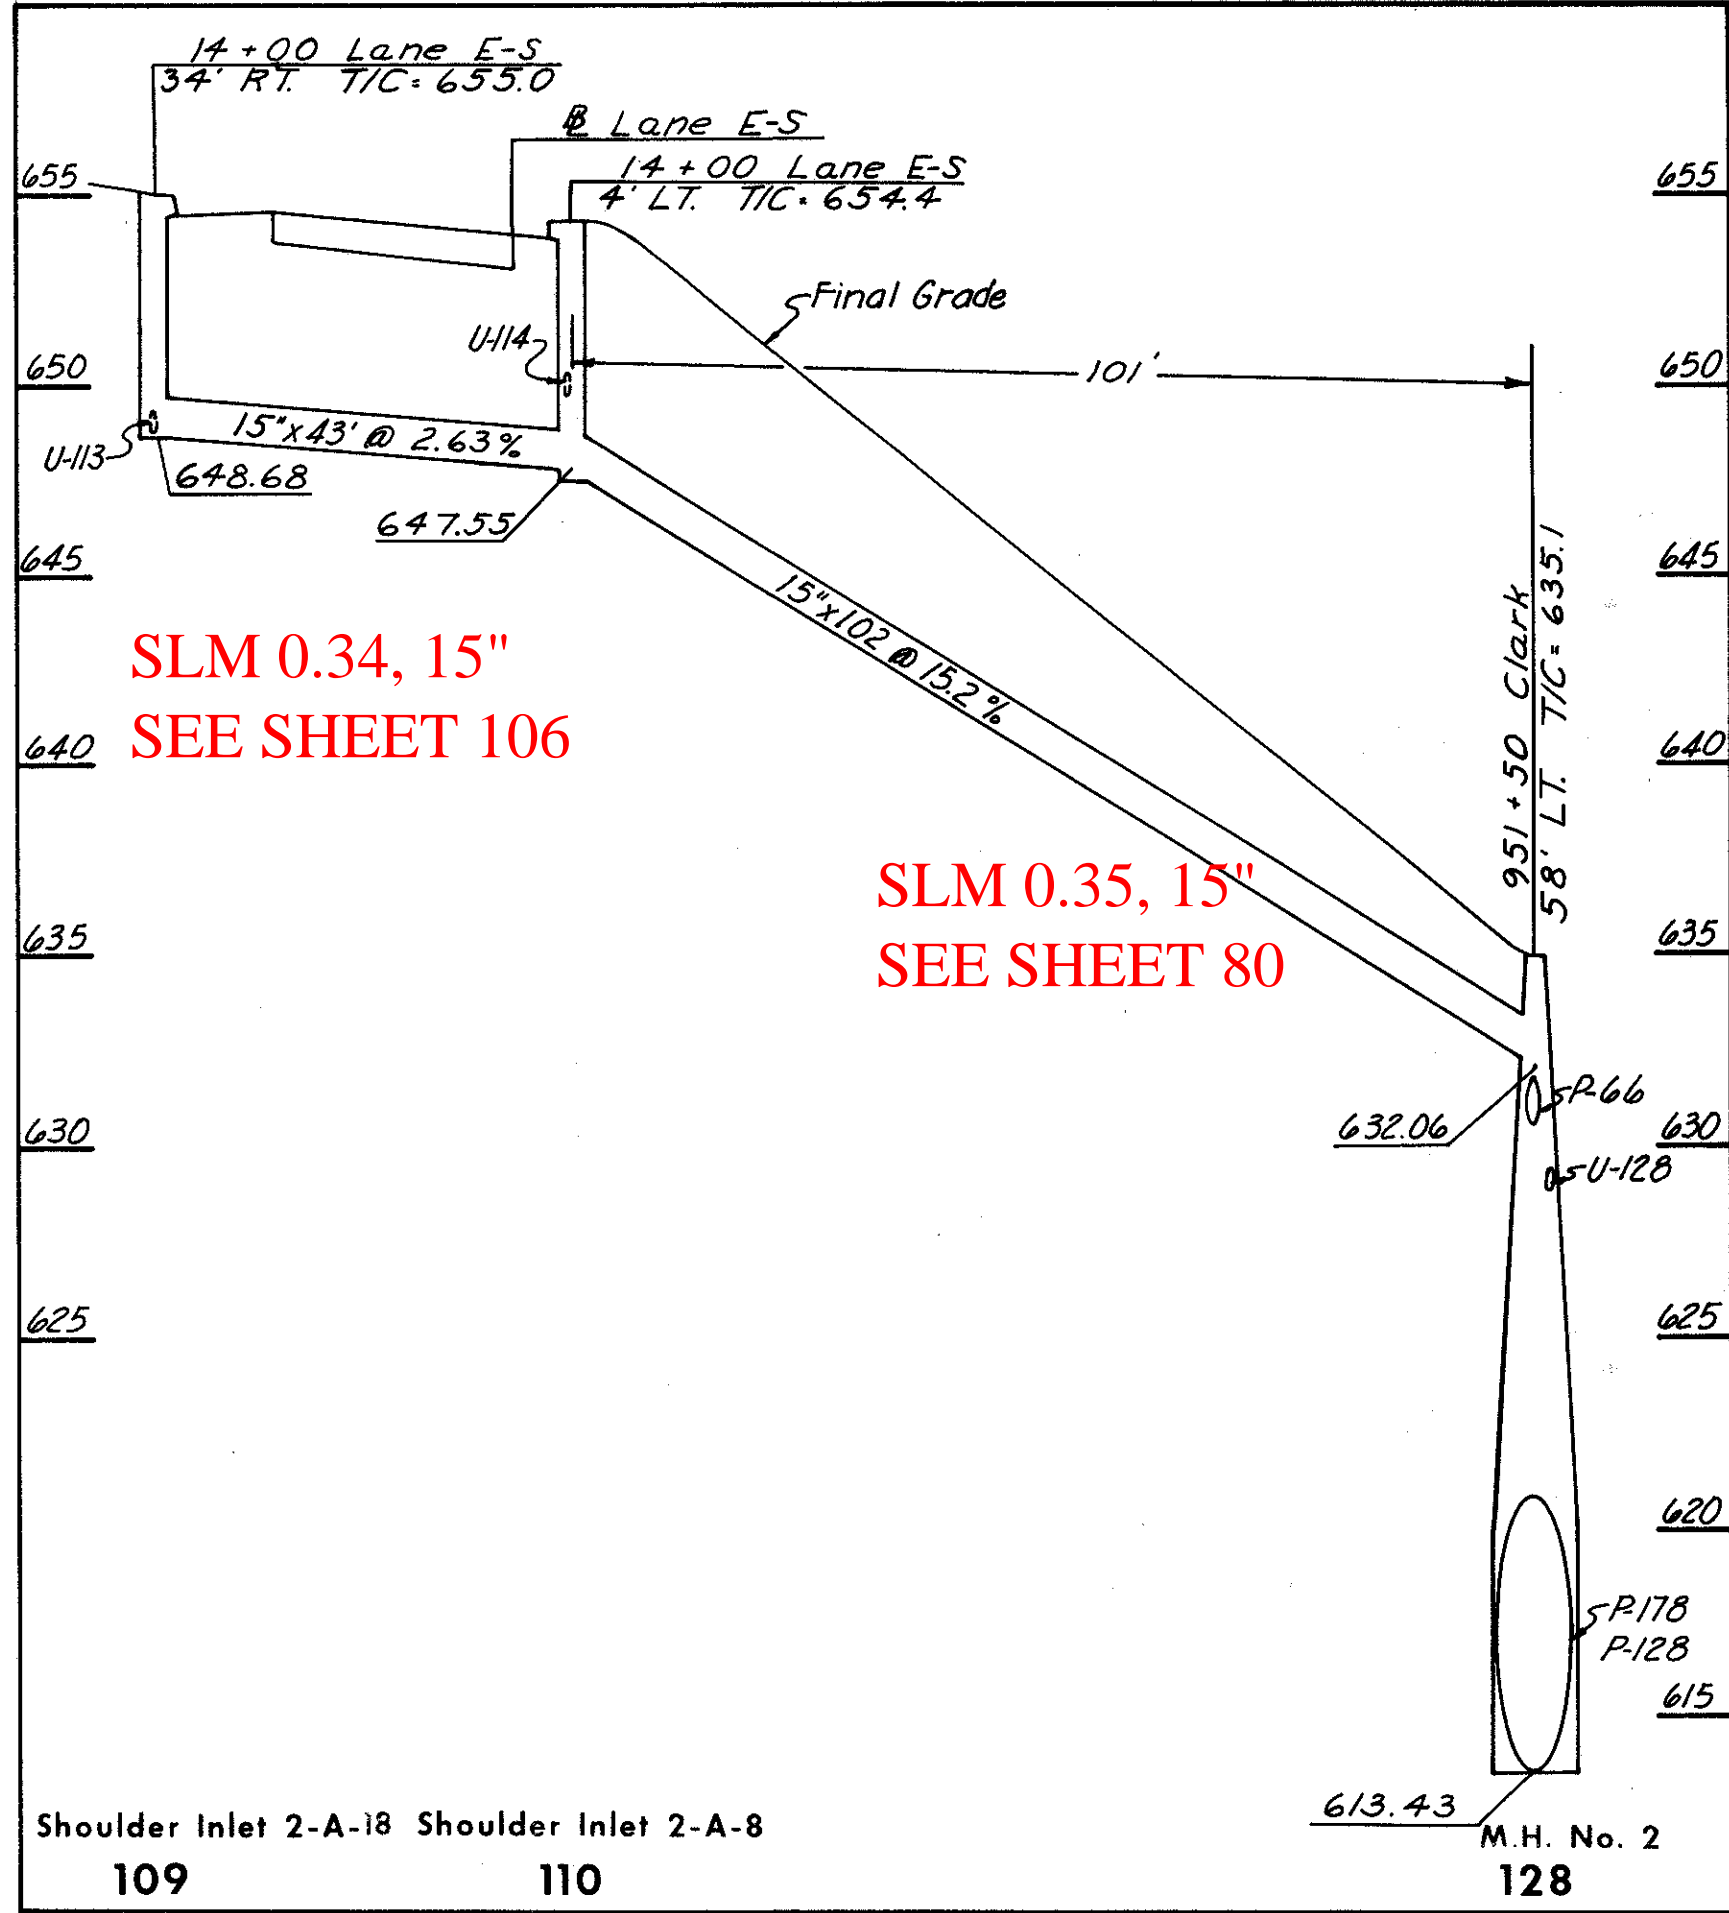 14+00 Lane E-S
34' RT. T/C=655.0
℄ Lane E-S
14+00 Lane E-S
4' LT. T/C=654.4
655
655
Final Grade
U-114
650
101'
650
15"x43' @ 2.63%
U-113
648.68
647.55
645
645
15"x102 @ 15.2%
951+50 Clark
58' LT. T/C=635.1
SLM 0.34, 15"
SEE SHEET 106
640
640
SLM 0.35, 15"
SEE SHEET 80
635
635
P-66
632.06
630
630
U-128
625
625
620
P-178
P-128
615
613.43
Shoulder Inlet 2-A-18 Shoulder Inlet 2-A-8
M.H. No. 2
109 110 128